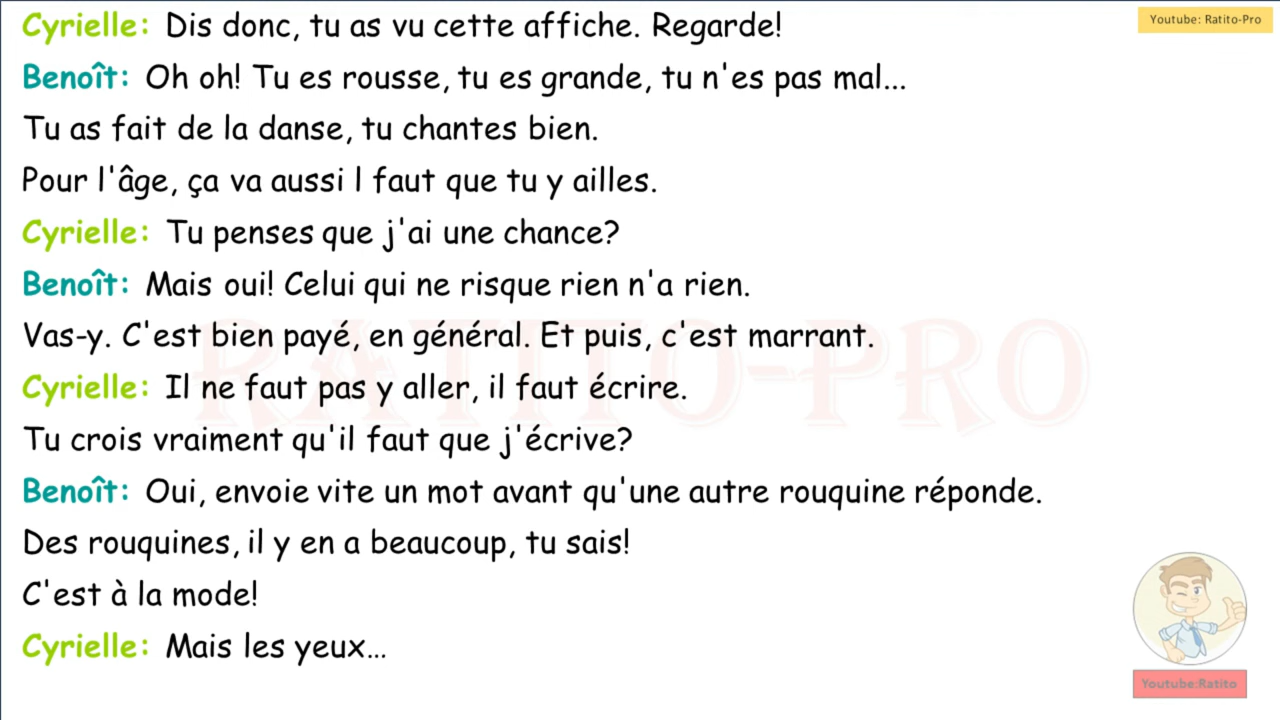 Cyrielle: Dis donc, tu as vu cette affiche. Regarde!
Youtube: Ratito-Pro
Benoît: Oh oh! Tu es rousse, tu es grande, tu n'es pas mal...
Tu as fait de la danse, tu chantes bien.
Pour l'âge, ça va aussi l faut que tu y ailles.
Cyrielle: Tu penses que j'ai une chance?
Benoît: Mais oui! Celui qui ne risque rien n'a rien.
Vas-y. C'est bien payé, en général. Et puis, c'est marrant.
RATITO-PRO
Cyrielle: Il ne faut pas y aller, il faut écrire.
Tu crois vraiment qu'il faut que j'écrive?
Benoît: Oui, envoie vite un mot avant qu'une autre rouquine réponde.
Des rouquines, il y en a beaucoup, tu sais!
C'est à la mode!
Cyrielle: Mais les yeux...
Youtube:Ratito